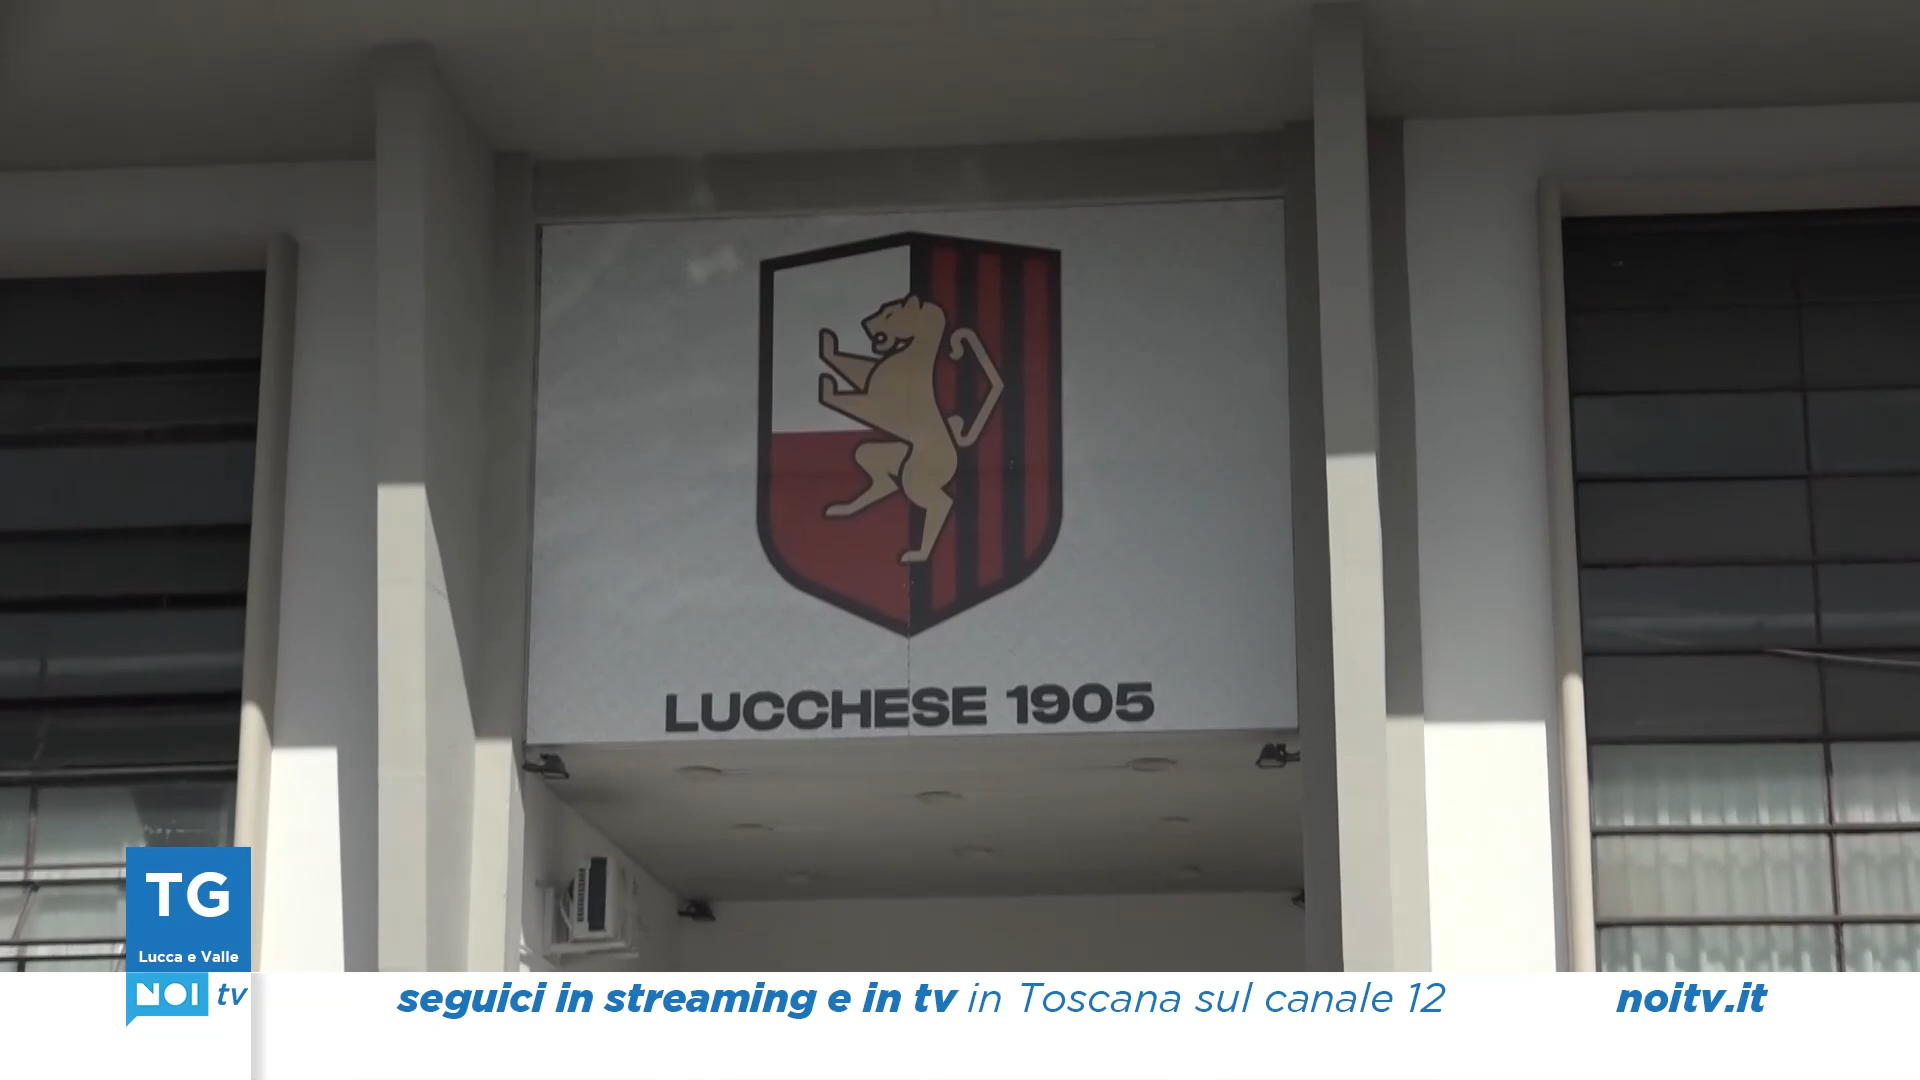 LUCCHESE 1905
TG
Lucca e Valle
NOI tv
seguici in streaming e in tv in Toscana sul canale 12
noitv.it